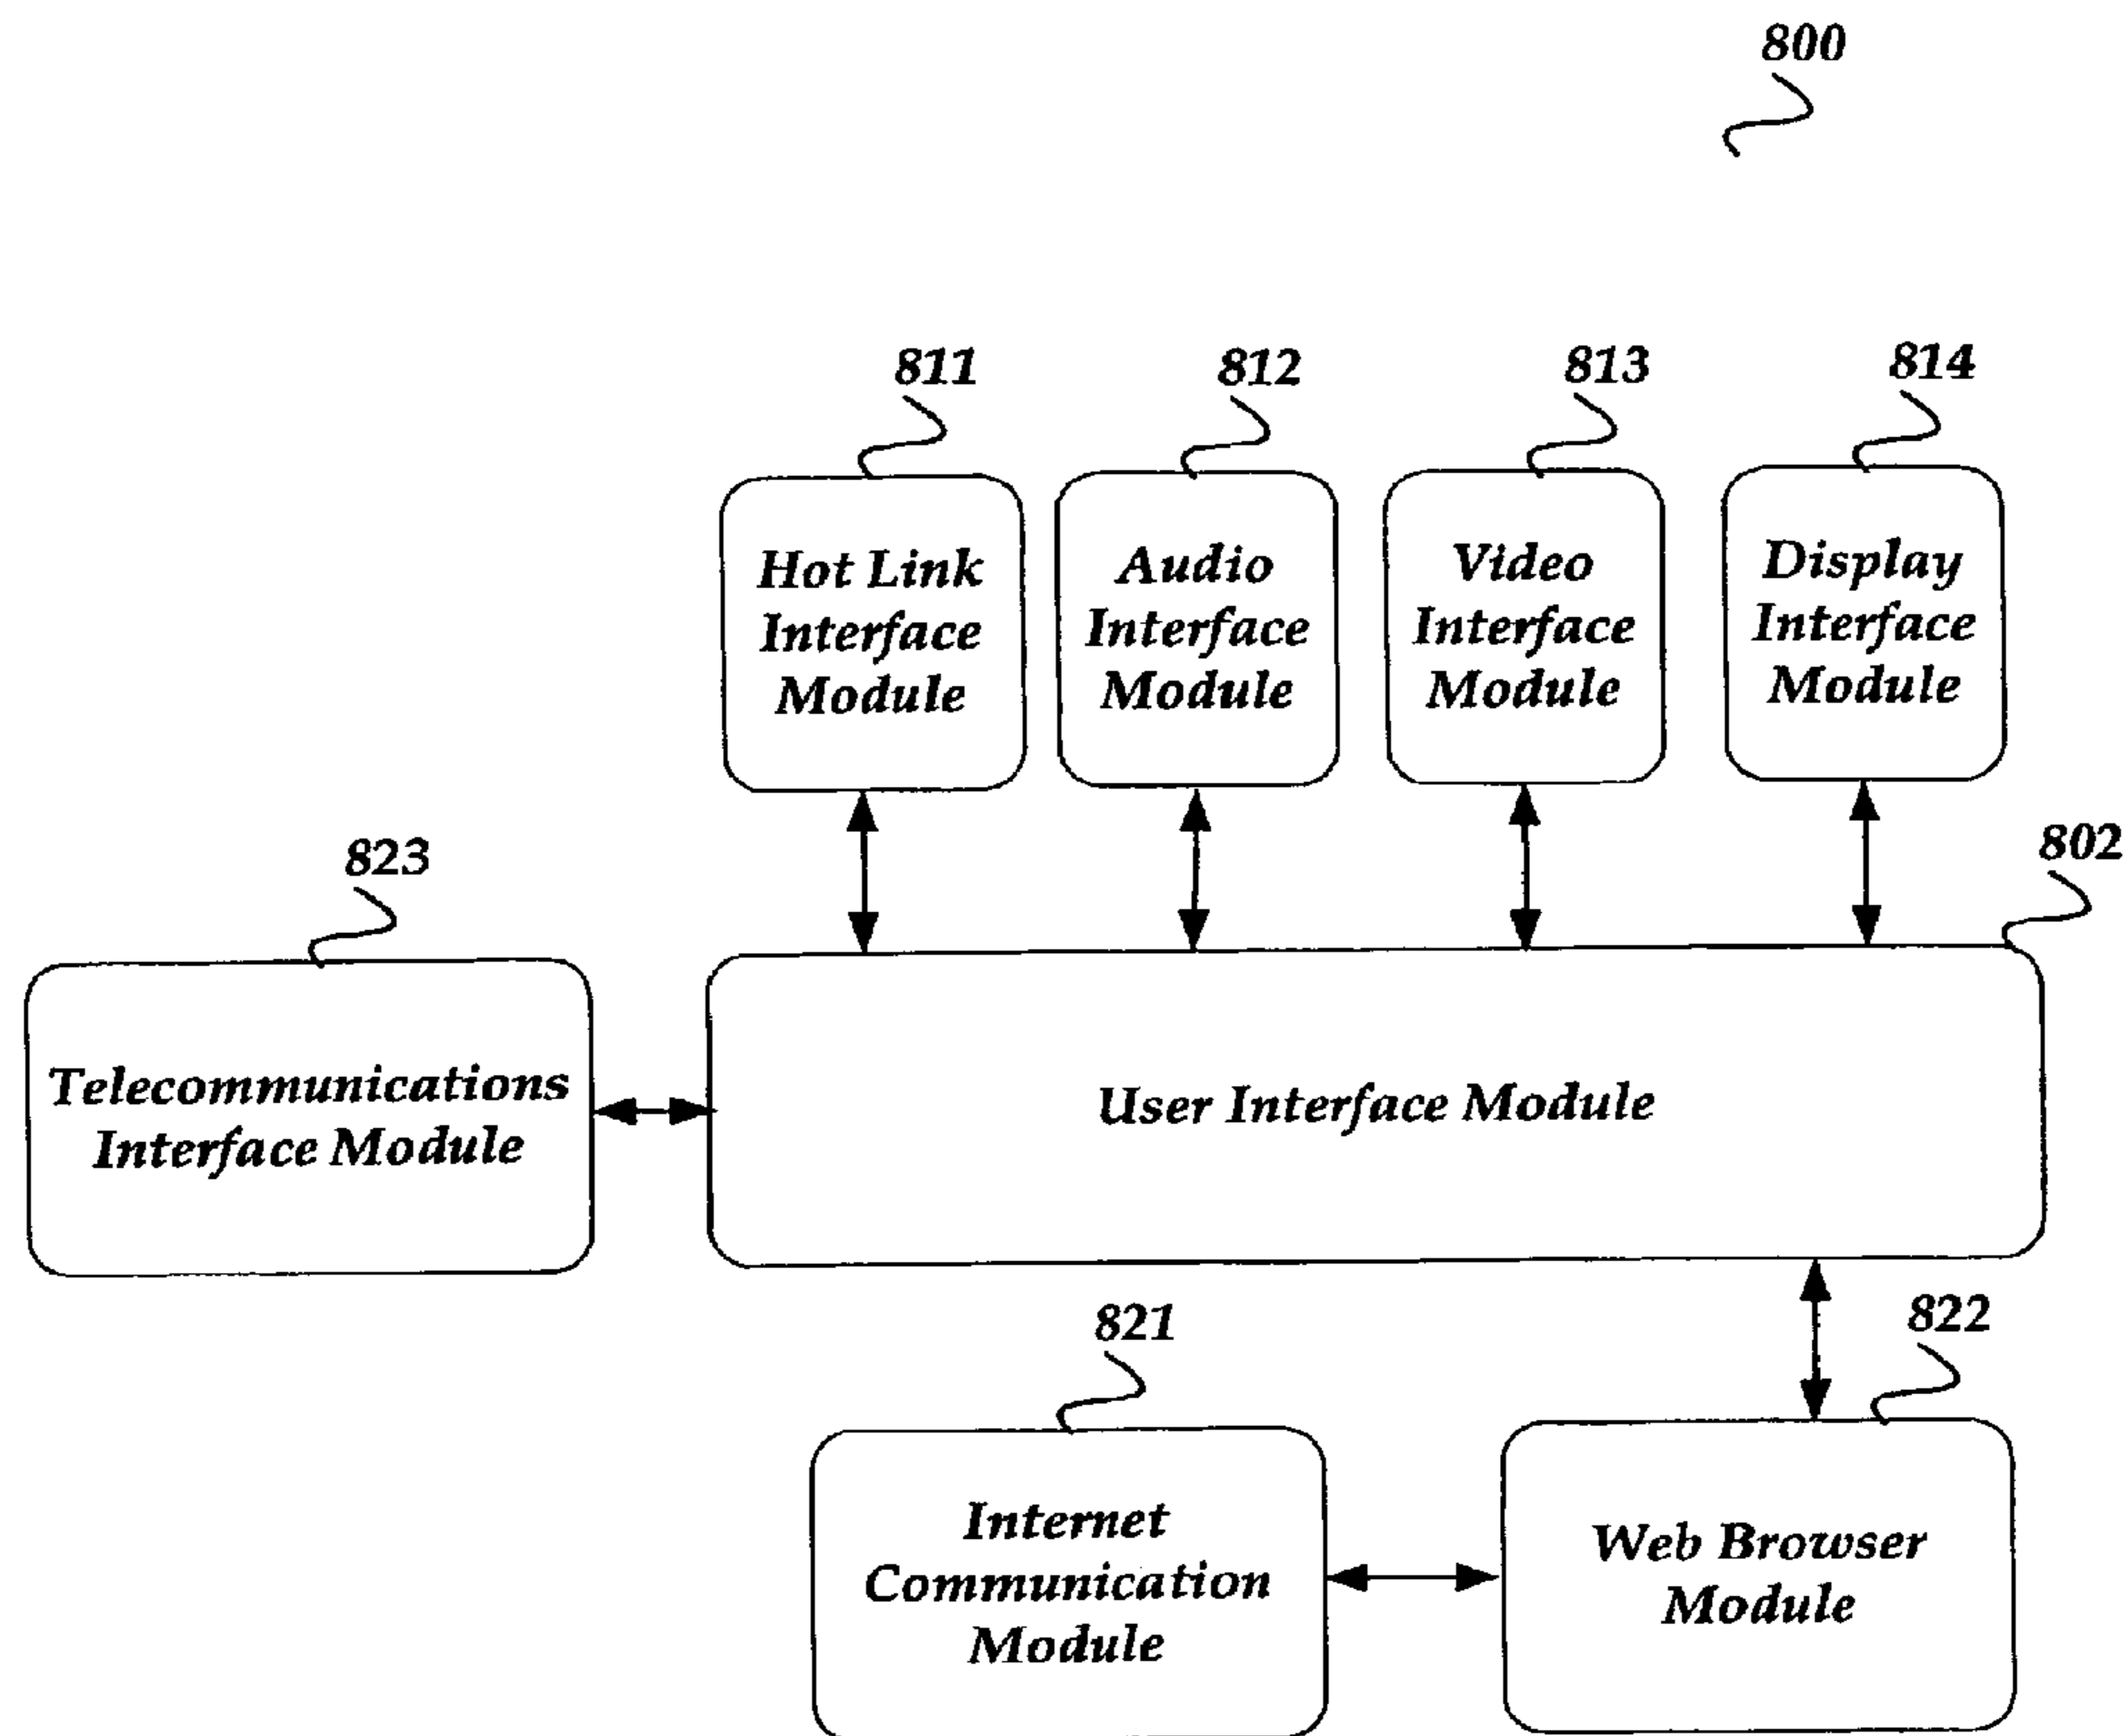 800
811
812
813
814
Hot Link
Interface
Module
Audio
Interface
Module
Video
Interface
Module
Display
Interface
Module
823
802
Telecommunications
Interface Module
User Interface Module
821
822
Internet
Communication
Module
Web Browser
Module